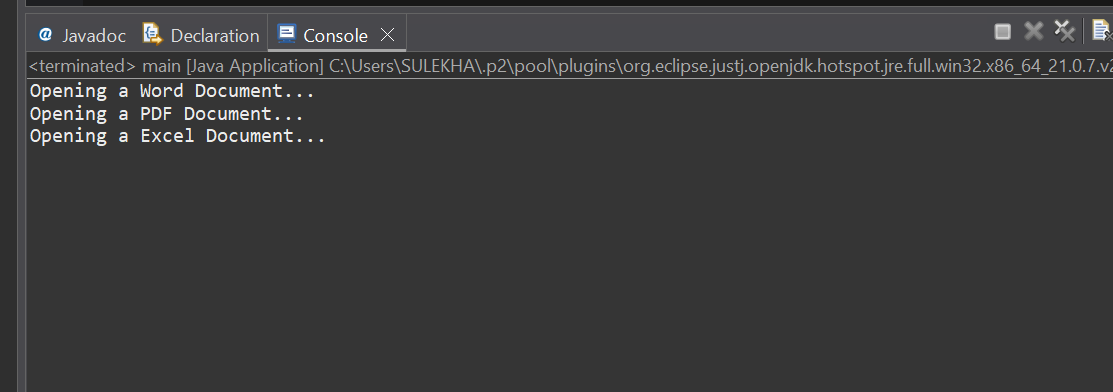 @ Javadoc Declaration Console
<terminated> main [Java Application] C:\Users\SULEKHA\.p2\pool\plugins\org.eclipse.justj.openjdk.hotspot.jre.full.win32.x86_64_21.0.7.v2
Opening a Word Document...
Opening a PDF Document...
Opening a Excel Document...